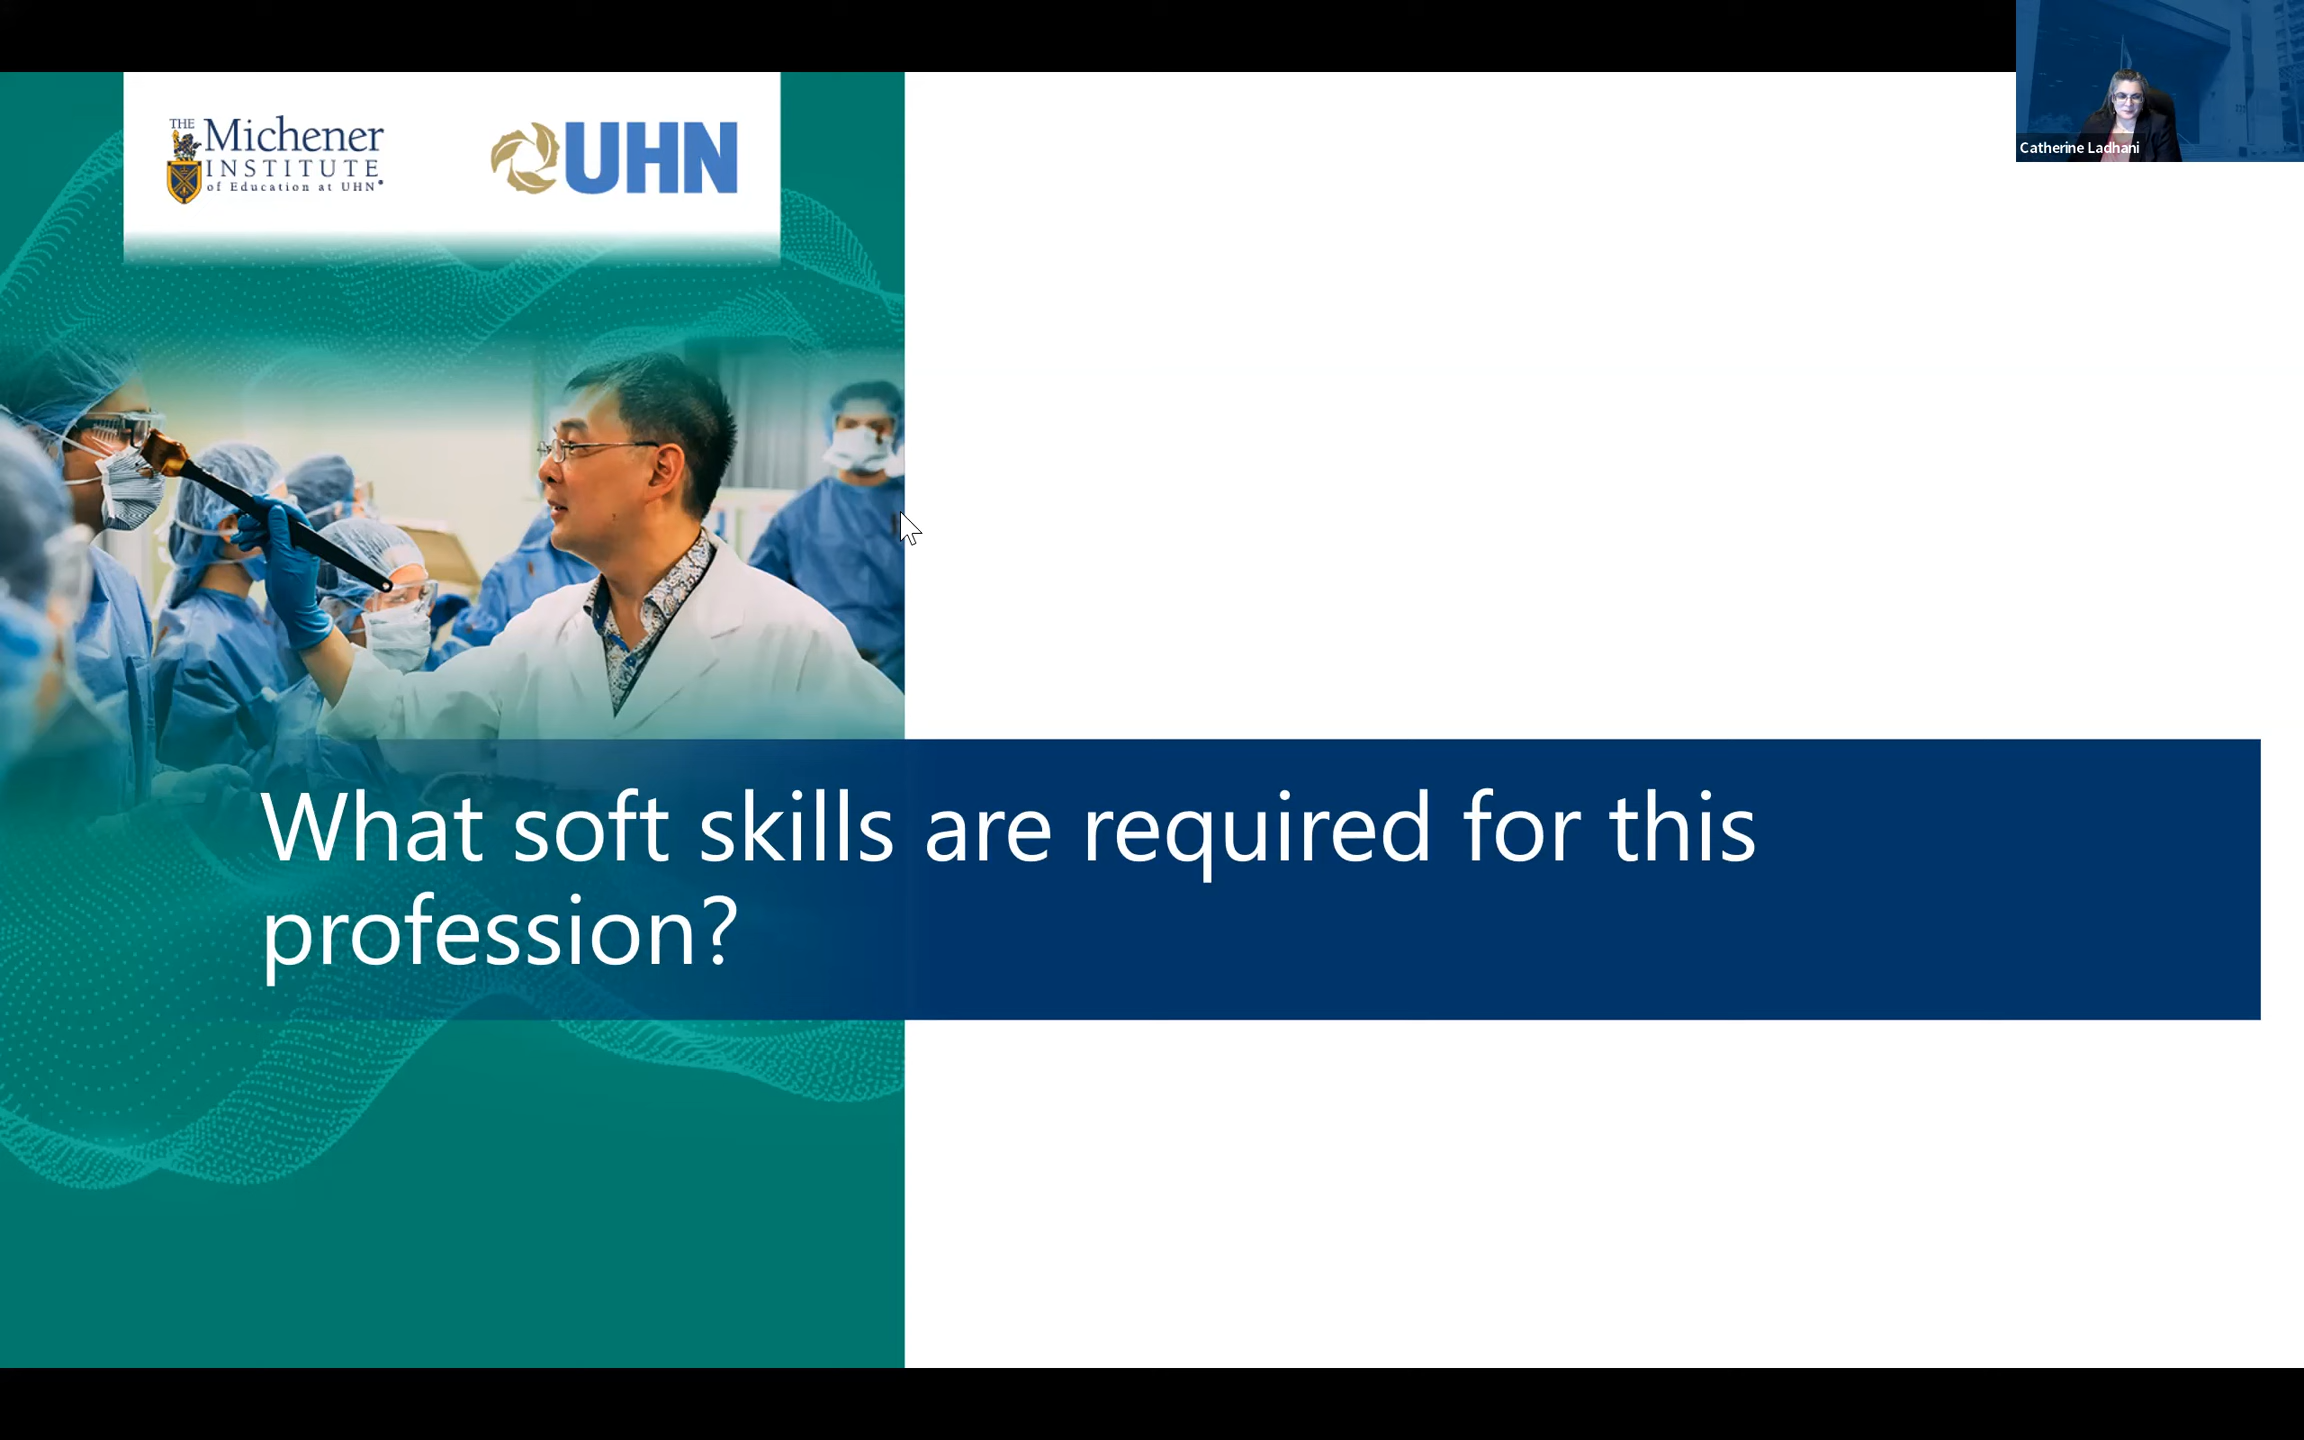 THE
Michener
INSTITUTE
of Education at UHN
UHN
Catherine Ladhani
What soft skills are required for this
profession?